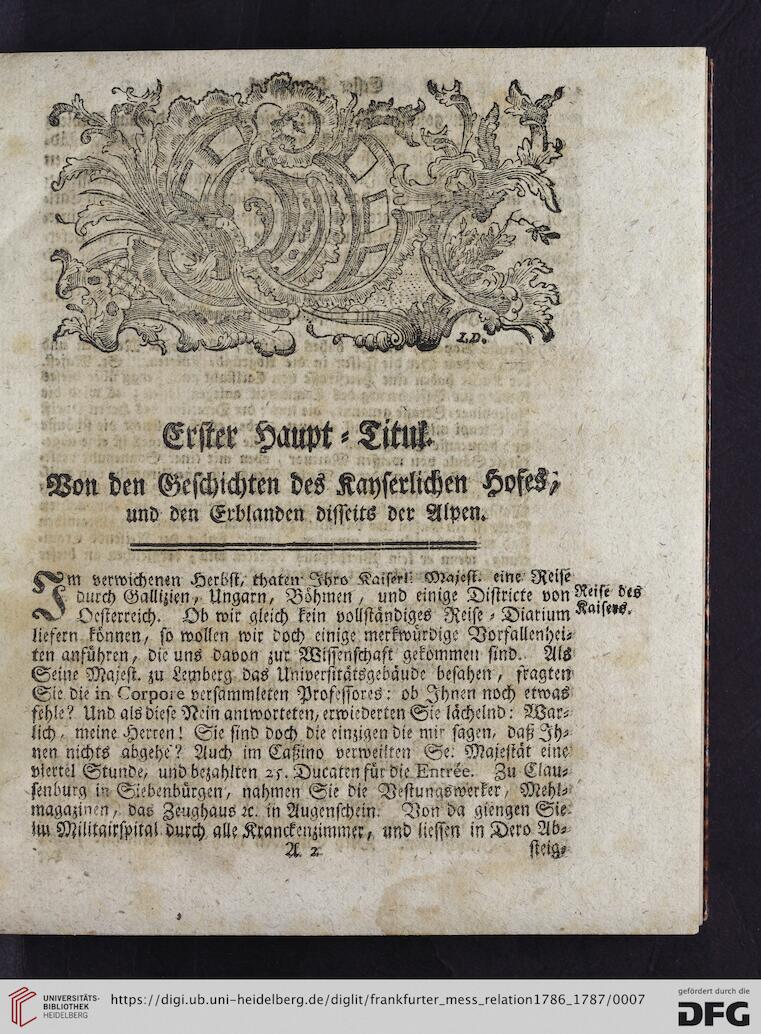 I.D.
Erster Haupt-Titul.
Von den Geschichten des Kayserlichen Hofes,
und den Erblanden disseits der Alpen.
Im verwichenen Herbst, thaten Ihro Kaiserl. Majest. eine Reise
durch Gallizien, Ungarn, Böhmen, und einige Districte von
Oesterreich. Ob wir gleich kein vollständiges Reise-Diarium
liefern können, so wollen wir doch einige merkwürdige Vorfallenhei-
ten anführen, die uns davon zur Wissenschaft gekommen sind. Als
Seine Majest. zu Lemberg das Universitätsgebäude besahen, fragten
Sie die in Corpore versammleten Professores: ob Ihnen noch etwas
fehle? Und als diese Nein antworteten, erwiederten Sie lächelnd: War-
lich, meine Herren! Sie sind doch die einzigen die mir sagen, daß Ih-
nen nichts abgehe? Auch im Caßino verweilten Se. Majestät eine
viertel Stunde, und bezahlten 25. Ducaten für die Entrée. Zu Clau-
senburg in Siebenbürgen, nahmen Sie die Vestungswerker, Mehl-
magazinen, das Zeughaus ꝛc. in Augenschein. Von da giengen Sie
im Militairspital durch alle Kranckenzimmer, und liessen in Dero Ab-
A 2 steig-
Reise des
Kaisers.
UNIVERSITÄTS-
BIBLIOTHEK
HEIDELBERG
https://digi.ub.uni-heidelberg.de/diglit/frankfurter_mess_relation1786_1787/0007
gefördert durch die
DFG